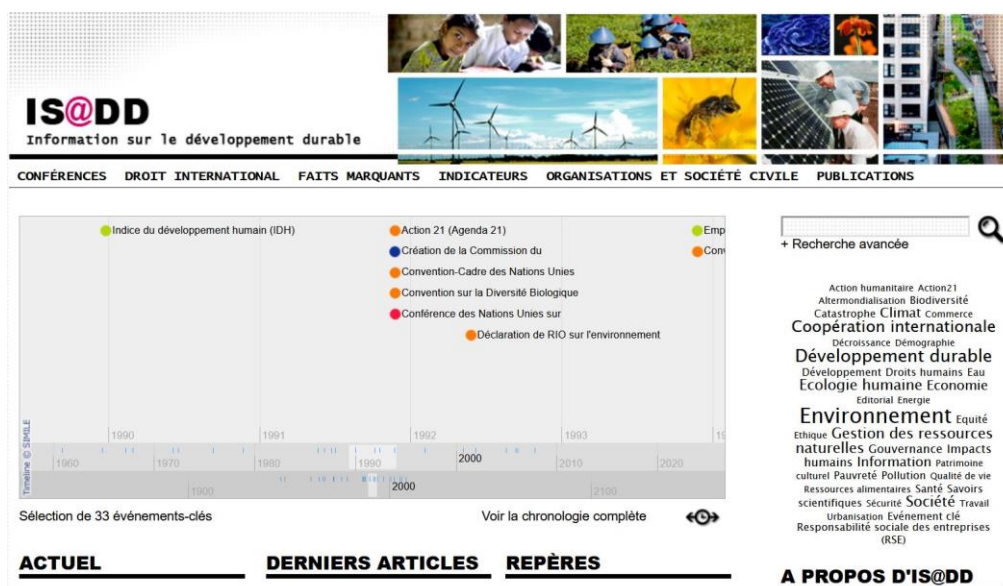 IS@DD
Information sur le développement durable
CONFÉRENCES DROIT INTERNATIONAL FAITS MARQUANTS INDICATEURS ORGANISATIONS ET SOCIÉTÉ CIVILE PUBLICATIONS
Indice du développement humain (IDH)
Action 21 (Agenda 21)
Emp
Création de la Commission du
Conv
Convention-Cadre des Nations Unies
Convention sur la Diversité Biologique
Conférence des Nations Unies sur
Déclaration de RIO sur l'environnement
1990 1991 1992 1993 19
1960 1970 1980 1990 2000 2010 2020
1900 2000 2100
Timeline © SIMILE
Sélection de 33 événements-clés
Voir la chronologie complète
ACTUEL
DERNIERS ARTICLES
REPÈRES
+ Recherche avancée
Action humanitaire Action21
Altermondialisation Biodiversité
Catastrophe Climat Commerce
Coopération internationale
Décroissance Démographie
Développement durable
Développement Droits humains Eau
Ecologie humaine Economie
Editorial Energie
Environnement Equité
Ethique Gestion des ressources
naturelles Gouvernance Impacts
humains Information Patrimoine
culturel Pauvreté Pollution Qualité de vie
Ressources alimentaires Santé Savoirs
scientifiques Sécurité Société Travail
Urbanisation Evénement clé
Responsabilité sociale des entreprises
(RSE)
A PROPOS D'IS@DD